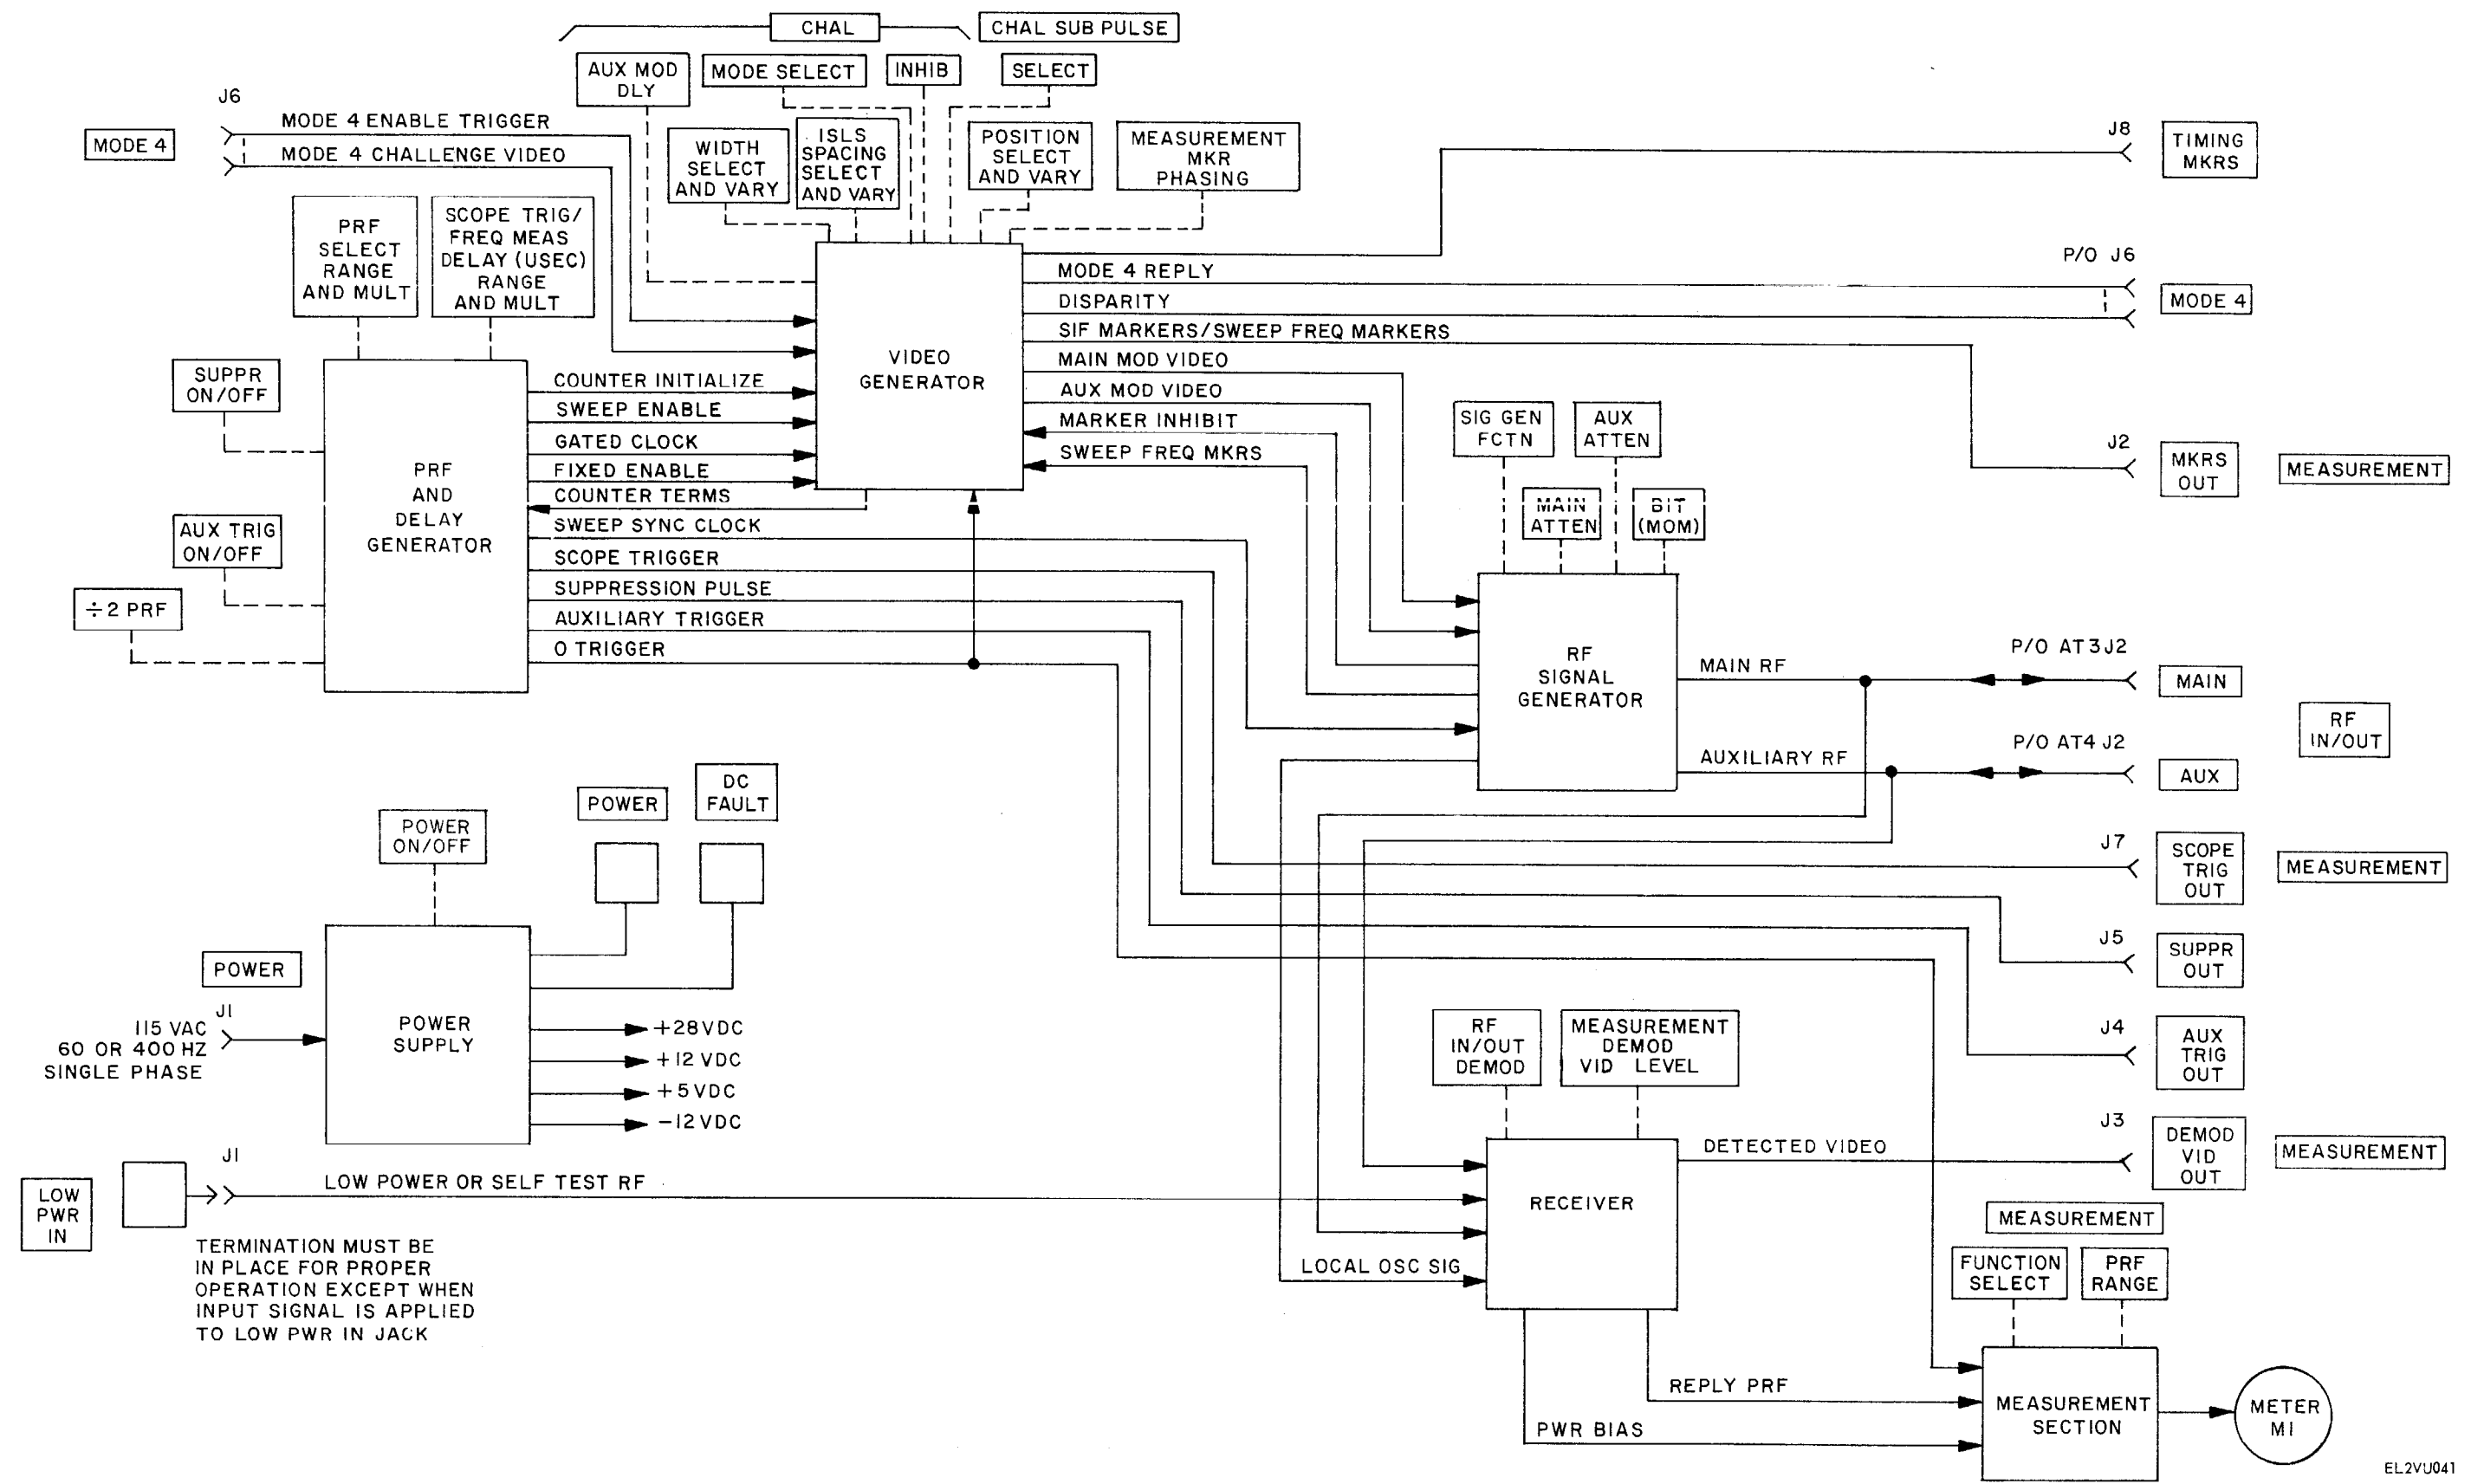 CHAL
CHAL SUB PULSE
AUX MOD
DLY
MODE SELECT
INHIB
SELECT
J6
MODE 4
MODE 4 ENABLE TRIGGER
MODE 4 CHALLENGE VIDEO
WIDTH
SELECT
AND VARY
ISLS
SPACING
SELECT
AND VARY
POSITION
SELECT
AND VARY
MEASUREMENT
MKR
PHASING
J8
TIMING
MKRS
PRF
SELECT
RANGE
AND MULT
SCOPE TRIG/
FREQ MEAS
DELAY (USEC)
RANGE
AND MULT
P/O J6
MODE 4
MODE 4 REPLY
DISPARITY
SIF MARKERS/SWEEP FREQ MARKERS
MAIN MOD VIDEO
AUX MOD VIDEO
MARKER INHIBIT
SWEEP FREQ MKRS
VIDEO
GENERATOR
SUPPR
ON/OFF
COUNTER INITIALIZE
SWEEP ENABLE
GATED CLOCK
FIXED ENABLE
COUNTER TERMS
SWEEP SYNC CLOCK
SCOPE TRIGGER
SUPPRESSION PULSE
AUXILIARY TRIGGER
O TRIGGER
PRF
AND
DELAY
GENERATOR
AUX TRIG
ON/OFF
÷2 PRF
SIG GEN
FCTN
AUX
ATTEN
MAIN
ATTEN
BIT
(MOM)
J2
MKRS
OUT
MEASUREMENT
RF
SIGNAL
GENERATOR
MAIN RF
AUXILIARY RF
P/O AT3J2
MAIN
P/O AT4 J2
AUX
RF
IN/OUT
POWER
DC
FAULT
POWER
ON/OFF
POWER
J1
115 VAC
60 OR 400 HZ
SINGLE PHASE
POWER
SUPPLY
+28VDC
+12 VDC
+5VDC
-12VDC
J7
SCOPE
TRIG
OUT
MEASUREMENT
J5
SUPPR
OUT
J4
AUX
TRIG
OUT
RF
IN/OUT
DEMOD
MEASUREMENT
DEMOD
VID LEVEL
J3
DEMOD
VID
OUT
MEASUREMENT
DETECTED VIDEO
RECEIVER
J1
LOW
PWR
IN
LOW POWER OR SELF TEST RF
TERMINATION MUST BE
IN PLACE FOR PROPER
OPERATION EXCEPT WHEN
INPUT SIGNAL IS APPLIED
TO LOW PWR IN JACK
LOCAL OSC SIG
MEASUREMENT
FUNCTION
SELECT
PRF
RANGE
REPLY PRF
PWR BIAS
MEASUREMENT
SECTION
METER
M1
EL2VU041